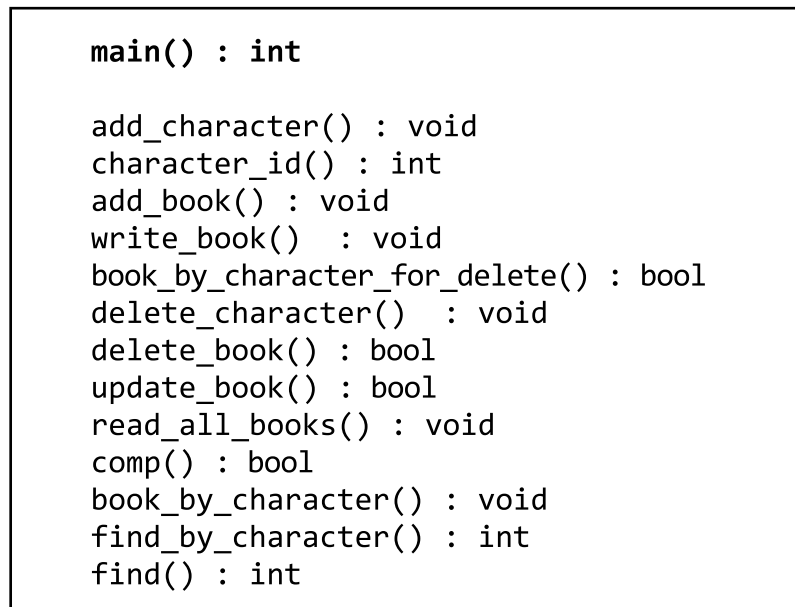 main() : int
add_character() : void
character_id() : int
add_book() : void
write_book()  : void
book_by_character_for_delete() : bool
delete_character()  : void
delete_book() : bool
update_book() : bool
read_all_books() : void
comp() : bool
book_by_character() : void
find_by_character() : int
find() : int